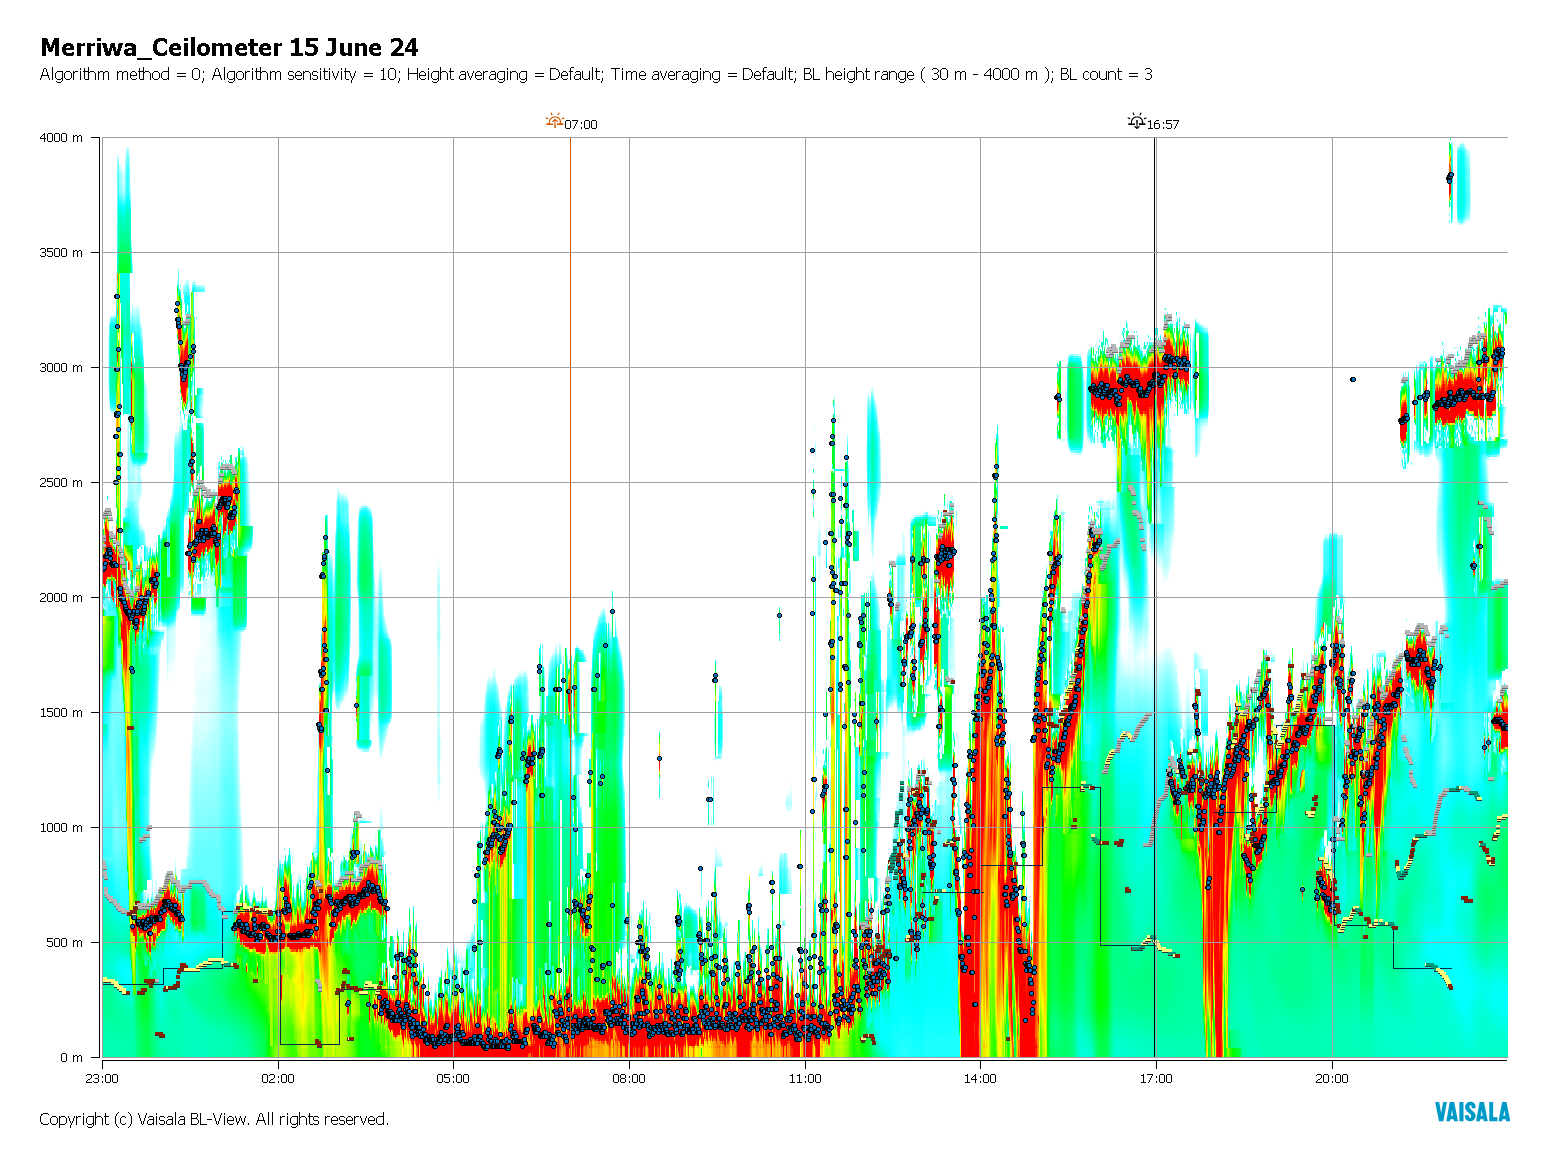 Merriwa_Ceilometer 15 June 24
Algorithm method = 0; Algorithm sensitivity = 10; Height averaging = Default; Time averaging = Default; BL height range ( 30 m - 4000 m ); BL count = 3
07:00
16:57
4000 m
3500 m
3000 m
2500 m
2000 m
1500 m
1000 m
500 m
0 m
23:00
02:00
05:00
08:00
11:00
14:00
17:00
20:00
Copyright (c) Vaisala BL-View. All rights reserved.
VAISALA